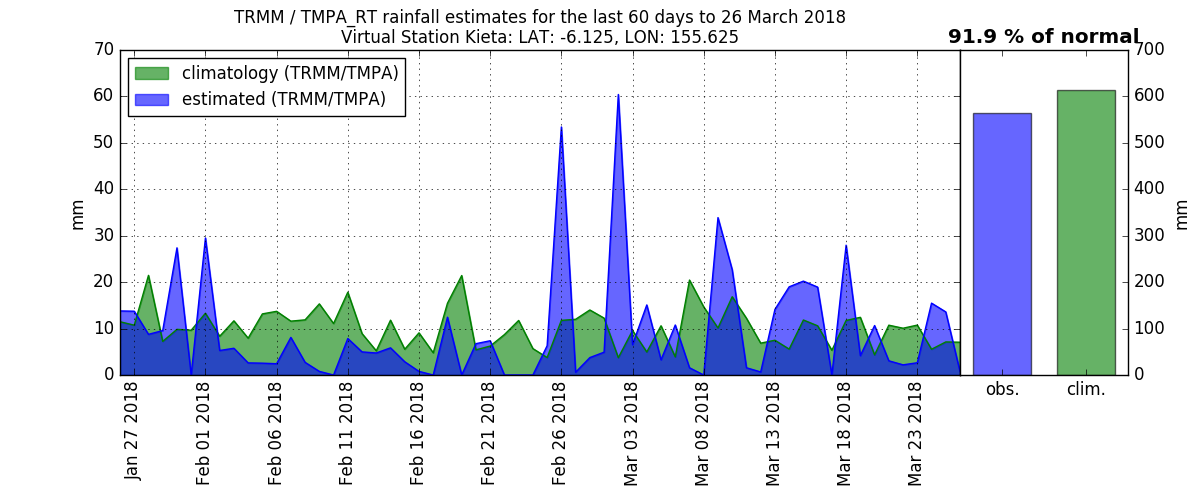 TRMM / TMPA_RT rainfall estimates for the last 60 days to 26 March 2018
Virtual Station Kieta: LAT: -6.125, LON: 155.625
91.9 % of normal
climatology (TRMM/TMPA)
estimated (TRMM/TMPA)
70
60
50
40
30
20
10
0
mm
Jan 27 2018
Feb 01 2018
Feb 06 2018
Feb 11 2018
Feb 16 2018
Feb 21 2018
Feb 26 2018
Mar 03 2018
Mar 08 2018
Mar 13 2018
Mar 18 2018
Mar 23 2018
700
600
500
400
300
200
100
0
mm
obs.
clim.